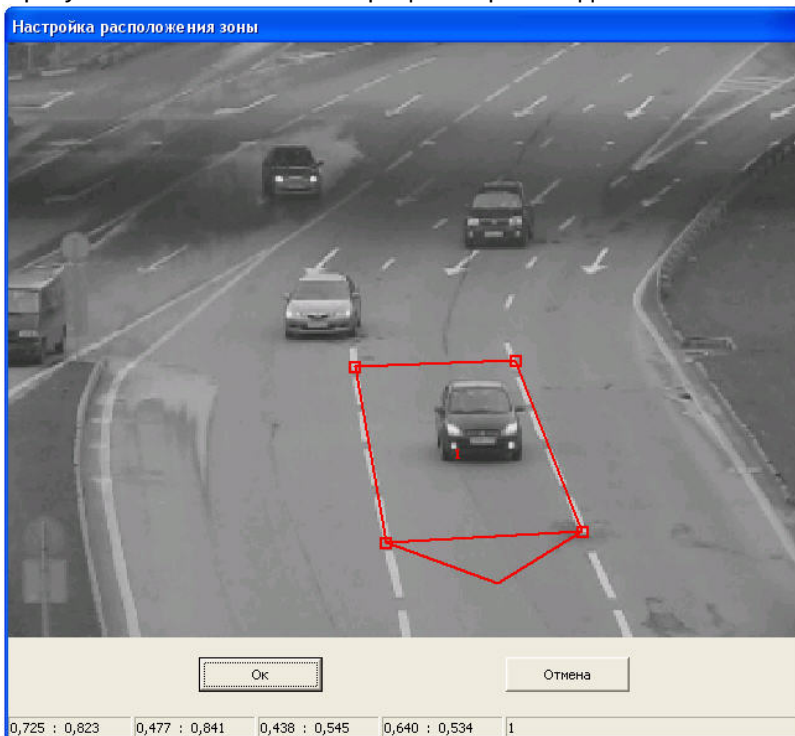 Настройка расположения зоны
1
Ок
Отмена
0,725 : 0,823
0,477 : 0,841
0,438 : 0,545
0,640 : 0,534
1